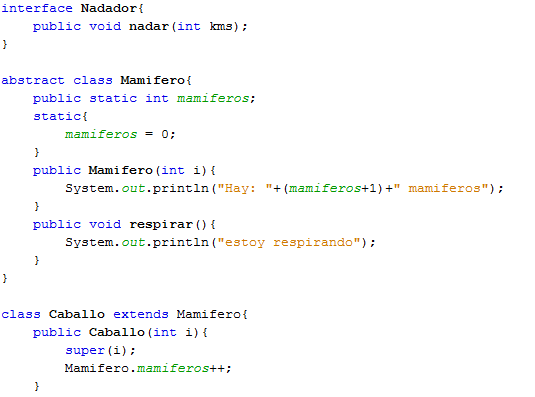 interface Nadador{
    public void nadar(int kms);
}

abstract class Mamifero{
    public static int mamiferos;
    static{
        mamiferos = 0;
    }
    public Mamifero(int i){
        System.out.println("Hay: "+(mamiferos+1)+" mamiferos");
    }
    public void respirar(){
        System.out.println("estoy respirando");
    }
}

class Caballo extends Mamifero{
    public Caballo(int i){
        super(i);
        Mamifero.mamiferos++;
    }